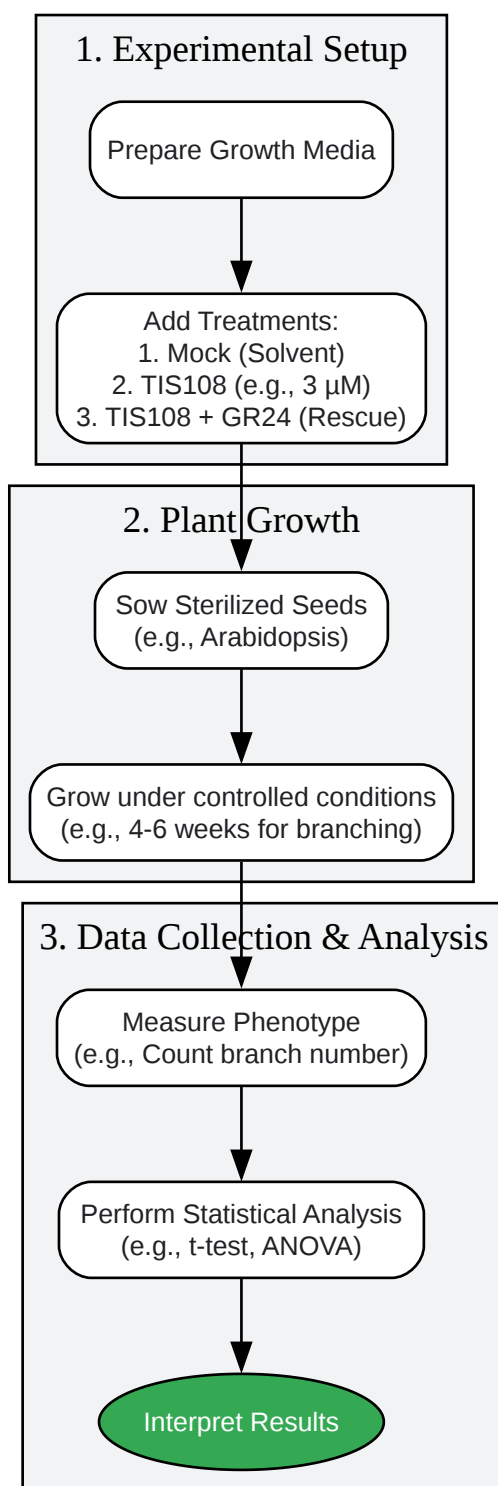 1. Experimental Setup
Prepare Growth Media
Add Treatments:
1. Mock (Solvent)
2. TIS108 (e.g., 3 µM)
3. TIS108 + GR24 (Rescue)
2. Plant Growth
Sow Sterilized Seeds
(e.g., Arabidopsis)
Grow under controlled conditions
(e.g., 4-6 weeks for branching)
3. Data Collection & Analysis
Measure Phenotype
(e.g., Count branch number)
Perform Statistical Analysis
(e.g., t-test, ANOVA)
Interpret Results